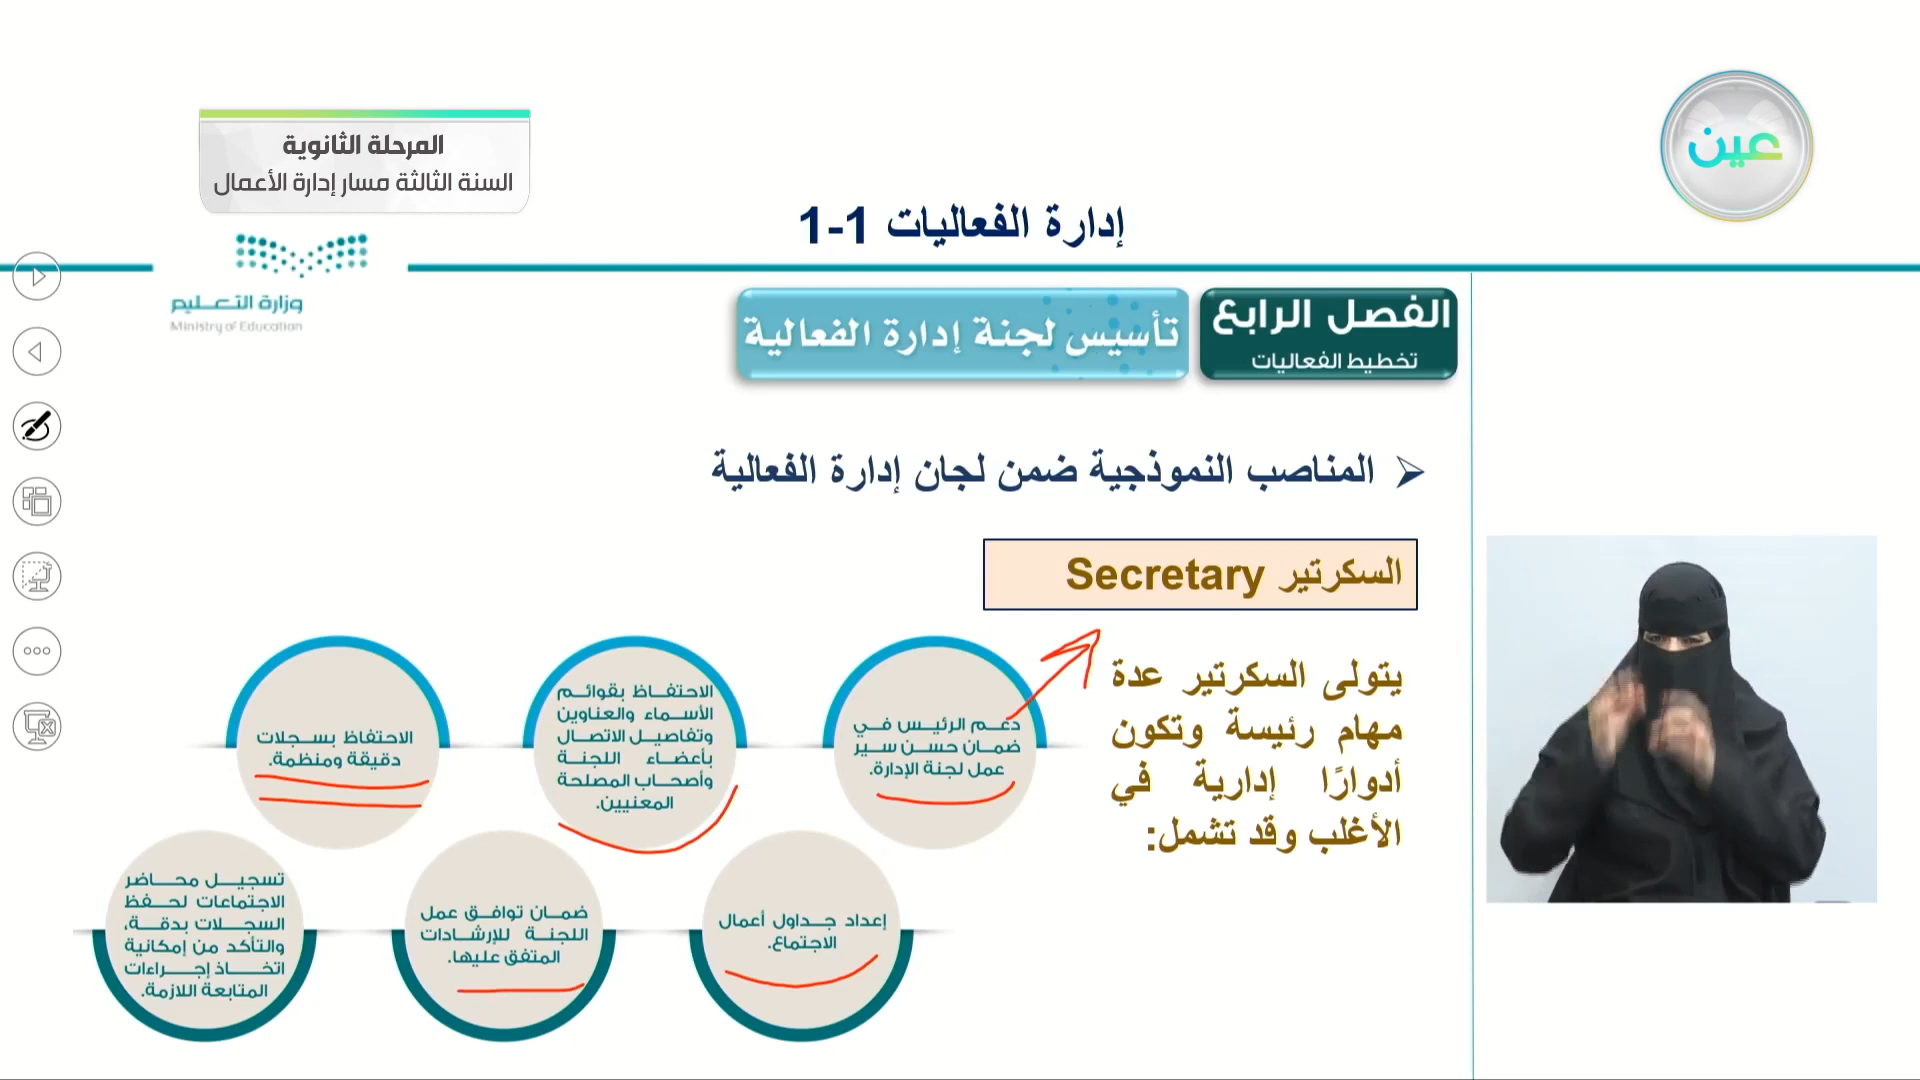 عين
المرحلة الثانوية
السنة الثالثة مسار إدارة الأعمال
إدارة الفعاليات 1-1
وزارة التعليم
Ministry of Education
الفصل الرابع
تخطيط الفعاليات
تأسيس لجنة إدارة الفعالية
المناصب النموذجية ضمن لجان إدارة الفعالية
السكرتير Secretary
يتولى السكرتير عدة
مهام رئيسة وتكون
أدوارًا إدارية في
الأغلب وقد تشمل:
دعم الرئيس في
ضمان حسن سير
عمل لجنة الإدارة.
الاحتفاظ بقوائم
الأسماء والعناوين
وتفاصيل الاتصال
بأعضاء اللجنة
وأصحاب المصلحة
المعنيين.
الاحتفاظ بسجلات
دقيقة ومنظمة.
إعداد جداول أعمال
الاجتماع.
ضمان توافق عمل
اللجنة للإرشادات
المتفق عليها.
تسجيل محاضر
الاجتماعات لحفظ
السجلات بدقة،
والتأكد من إمكانية
اتخاذ إجراءات
المتابعة اللازمة.